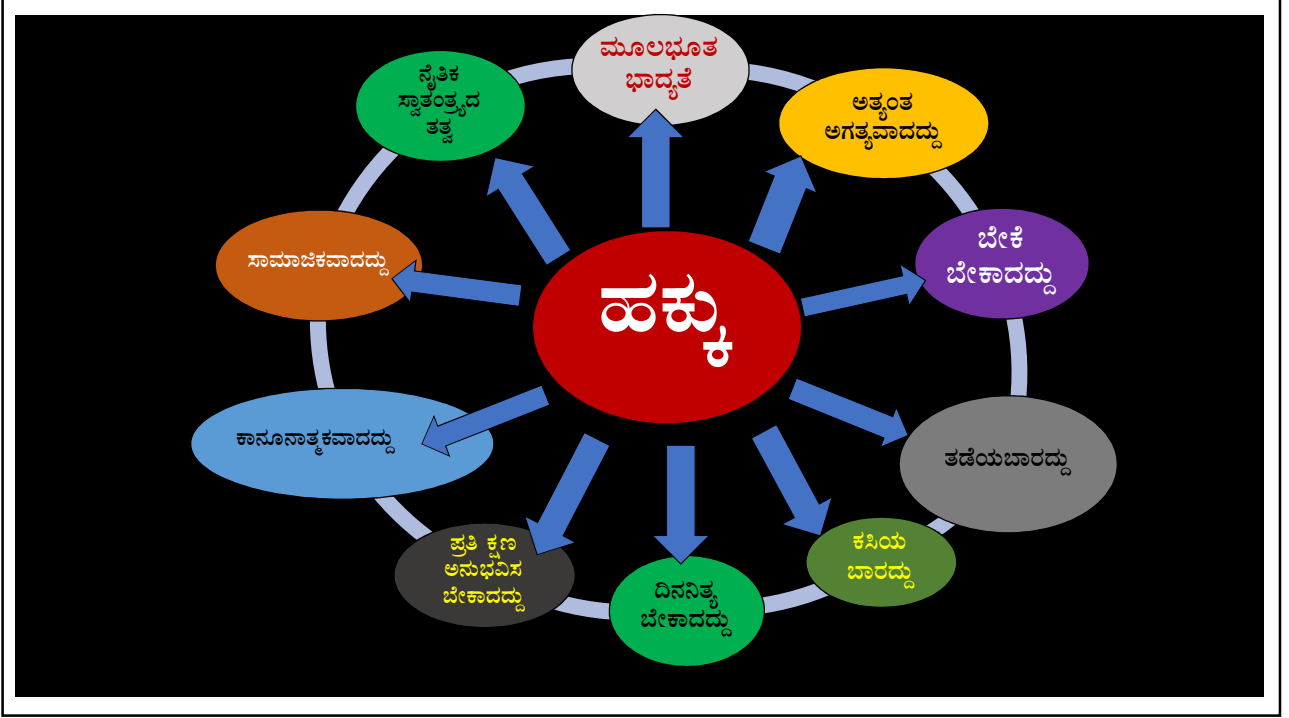 ಮೂಲಭೂತ
ಭಾದ್ಯತೆ
ಅತ್ಯಂತ
ಅಗತ್ಯವಾದದ್ದು
ಬೇಕೆ
ಬೇಕಾದದ್ದು
ತಡೆಯಬಾರದ್ದು
ಕಸಿಯ
ಬಾರದ್ದು
ದಿನನಿತ್ಯ
ಬೇಕಾದದ್ದು
ಪ್ರತಿ ಕ್ಷಣ
ಅನುಭವಿಸ
ಬೇಕಾದದ್ದು
ಕಾನೂನಾತ್ಮಕವಾದದ್ದು
ಸಾಮಾಜಿಕವಾದದ್ದು
ನೈತಿಕ
ಸ್ವಾತಂತ್ರ್ಯದ
ತತ್ವ
ಹಕ್ಕು